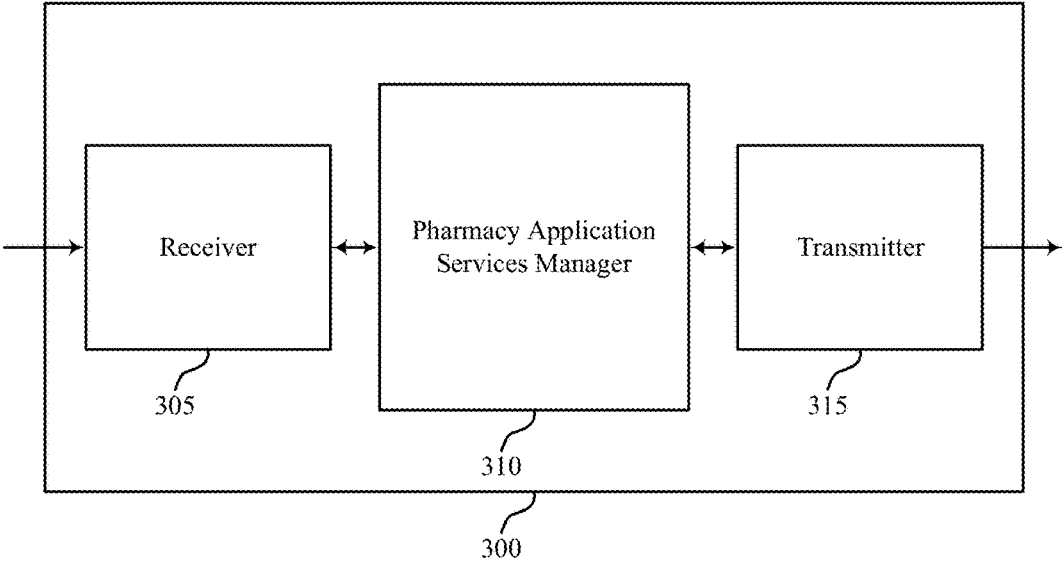 Receiver
Pharmacy Application
Services Manager
Transmitter
305
310
315
300